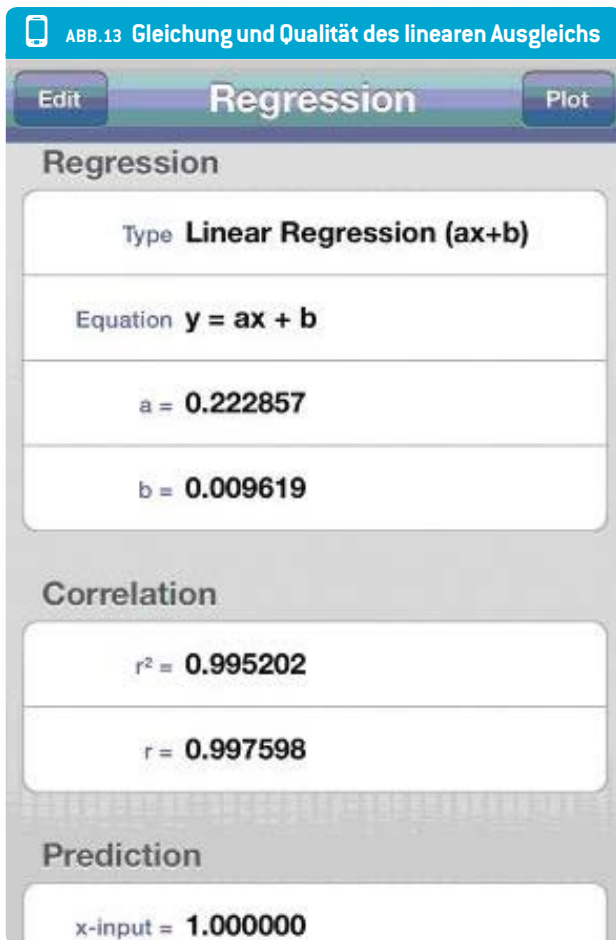 ABB.13 Gleichung und Qualität des linearen Ausgleichs
Edit Regression Plot
Regression
Type Linear Regression (ax+b)
Equation y = ax + b
a = 0.222857
b = 0.009619
Correlation
r² = 0.995202
r = 0.997598
Prediction
x-input = 1.000000